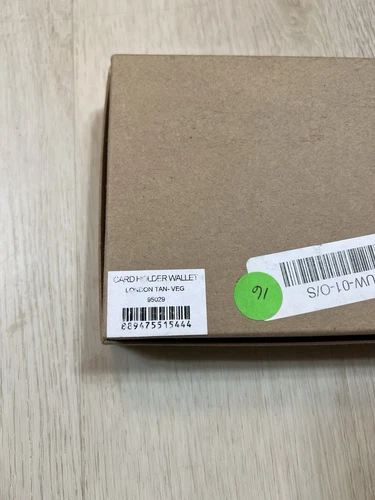 CARD HOLDER WALLET
LONDON TAN- VEG
95029
889475515444
16
UW-01-O/S